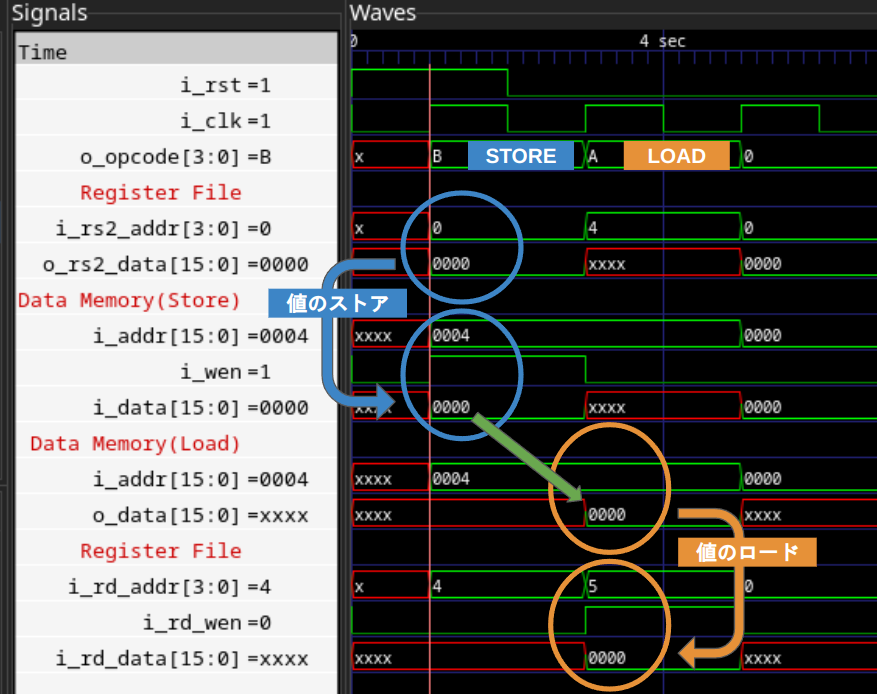 Signals
Waves
Time
0
4 sec
i_rst =1
i_clk =1
o_opcode[3:0] =B
x
B
STORE
A
LOAD
0
Register File
i_rs2_addr[3:0] =0
x
0
4
0
o_rs2_data[15:0] =0000
0000
xxxx
0000
Data Memory(Store)
値のストア
i_addr[15:0] =0004
xxxx
0004
0000
i_wen =1
i_data[15:0] =0000
0000
xxxx
0000
Data Memory(Load)
i_addr[15:0] =0004
xxxx
0004
0000
o_data[15:0] =xxxx
xxxx
0000
xxxx
Register File
値のロード
i_rd_addr[3:0] =4
x
4
5
0
i_rd_wen =0
i_rd_data[15:0] =xxxx
xxxx
0000
xxxx